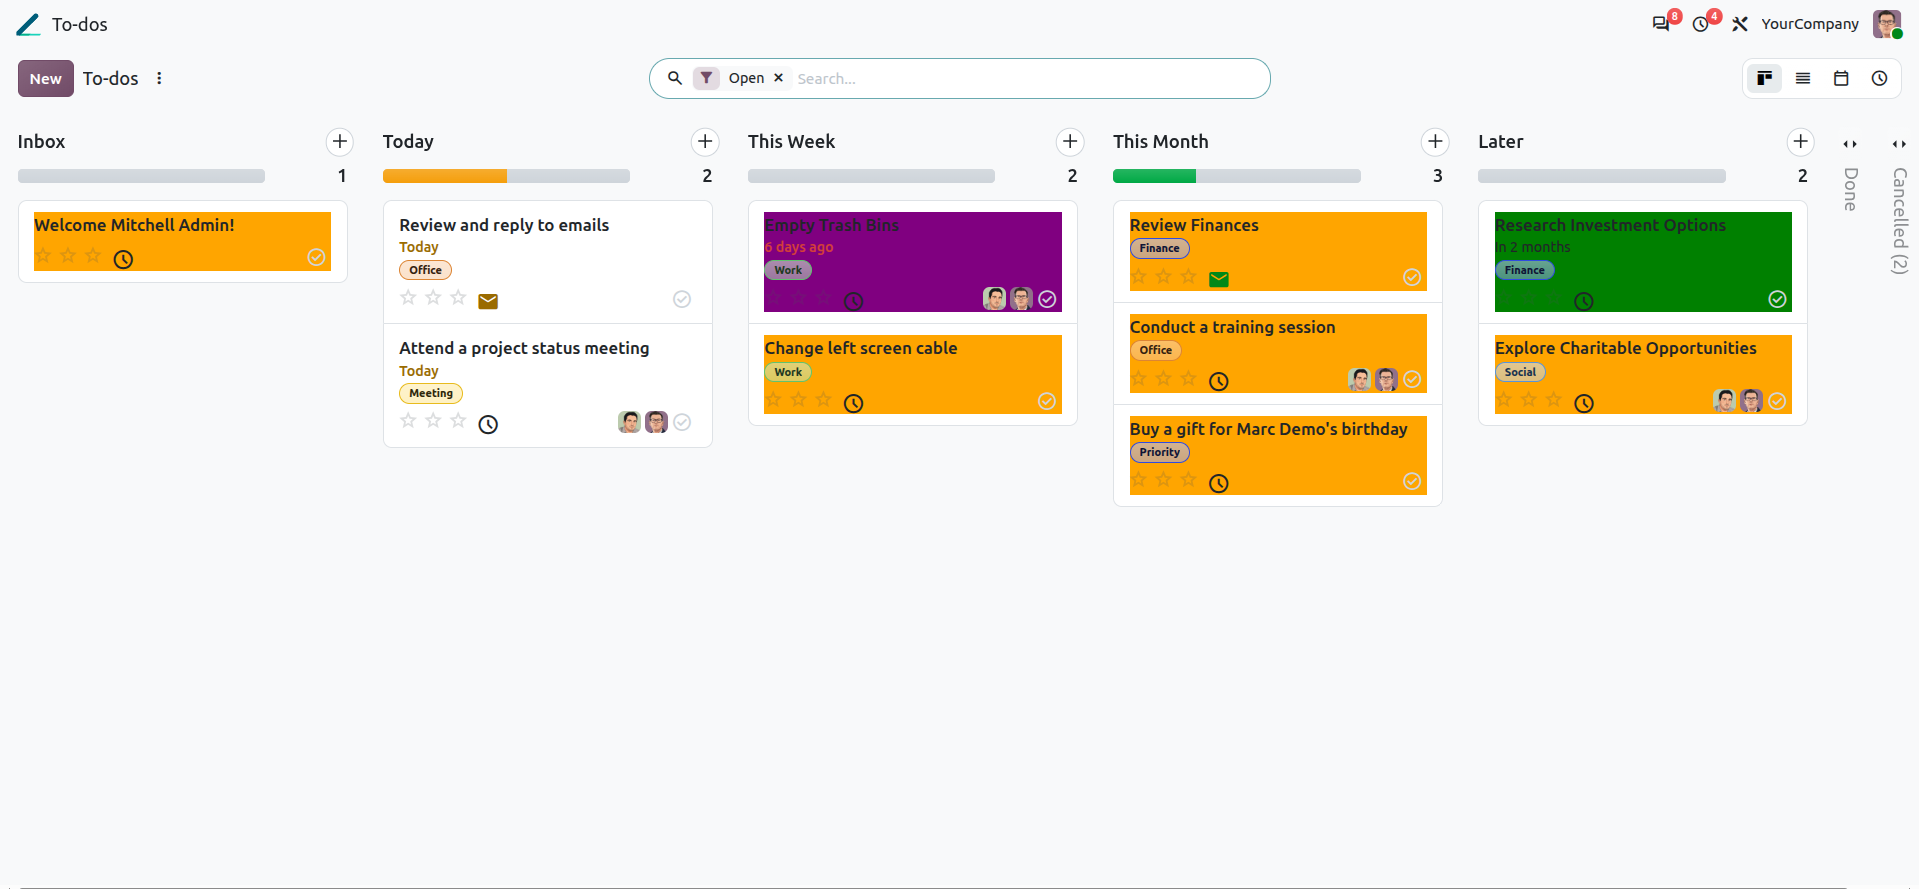 To-dos
8
4
YourCompany
New
To-dos
Open
Search...
Inbox
1
Welcome Mitchell Admin!
Today
2
Review and reply to emails
Today
Office
Attend a project status meeting
Today
Meeting
This Week
2
Empty Trash Bins
6 days ago
Work
Change left screen cable
Work
This Month
3
Review Finances
Finance
Conduct a training session
Office
Buy a gift for Marc Demo's birthday
Priority
Later
2
Research Investment Options
In 2 months
Finance
Explore Charitable Opportunities
Social
Done
Cancelled (2)